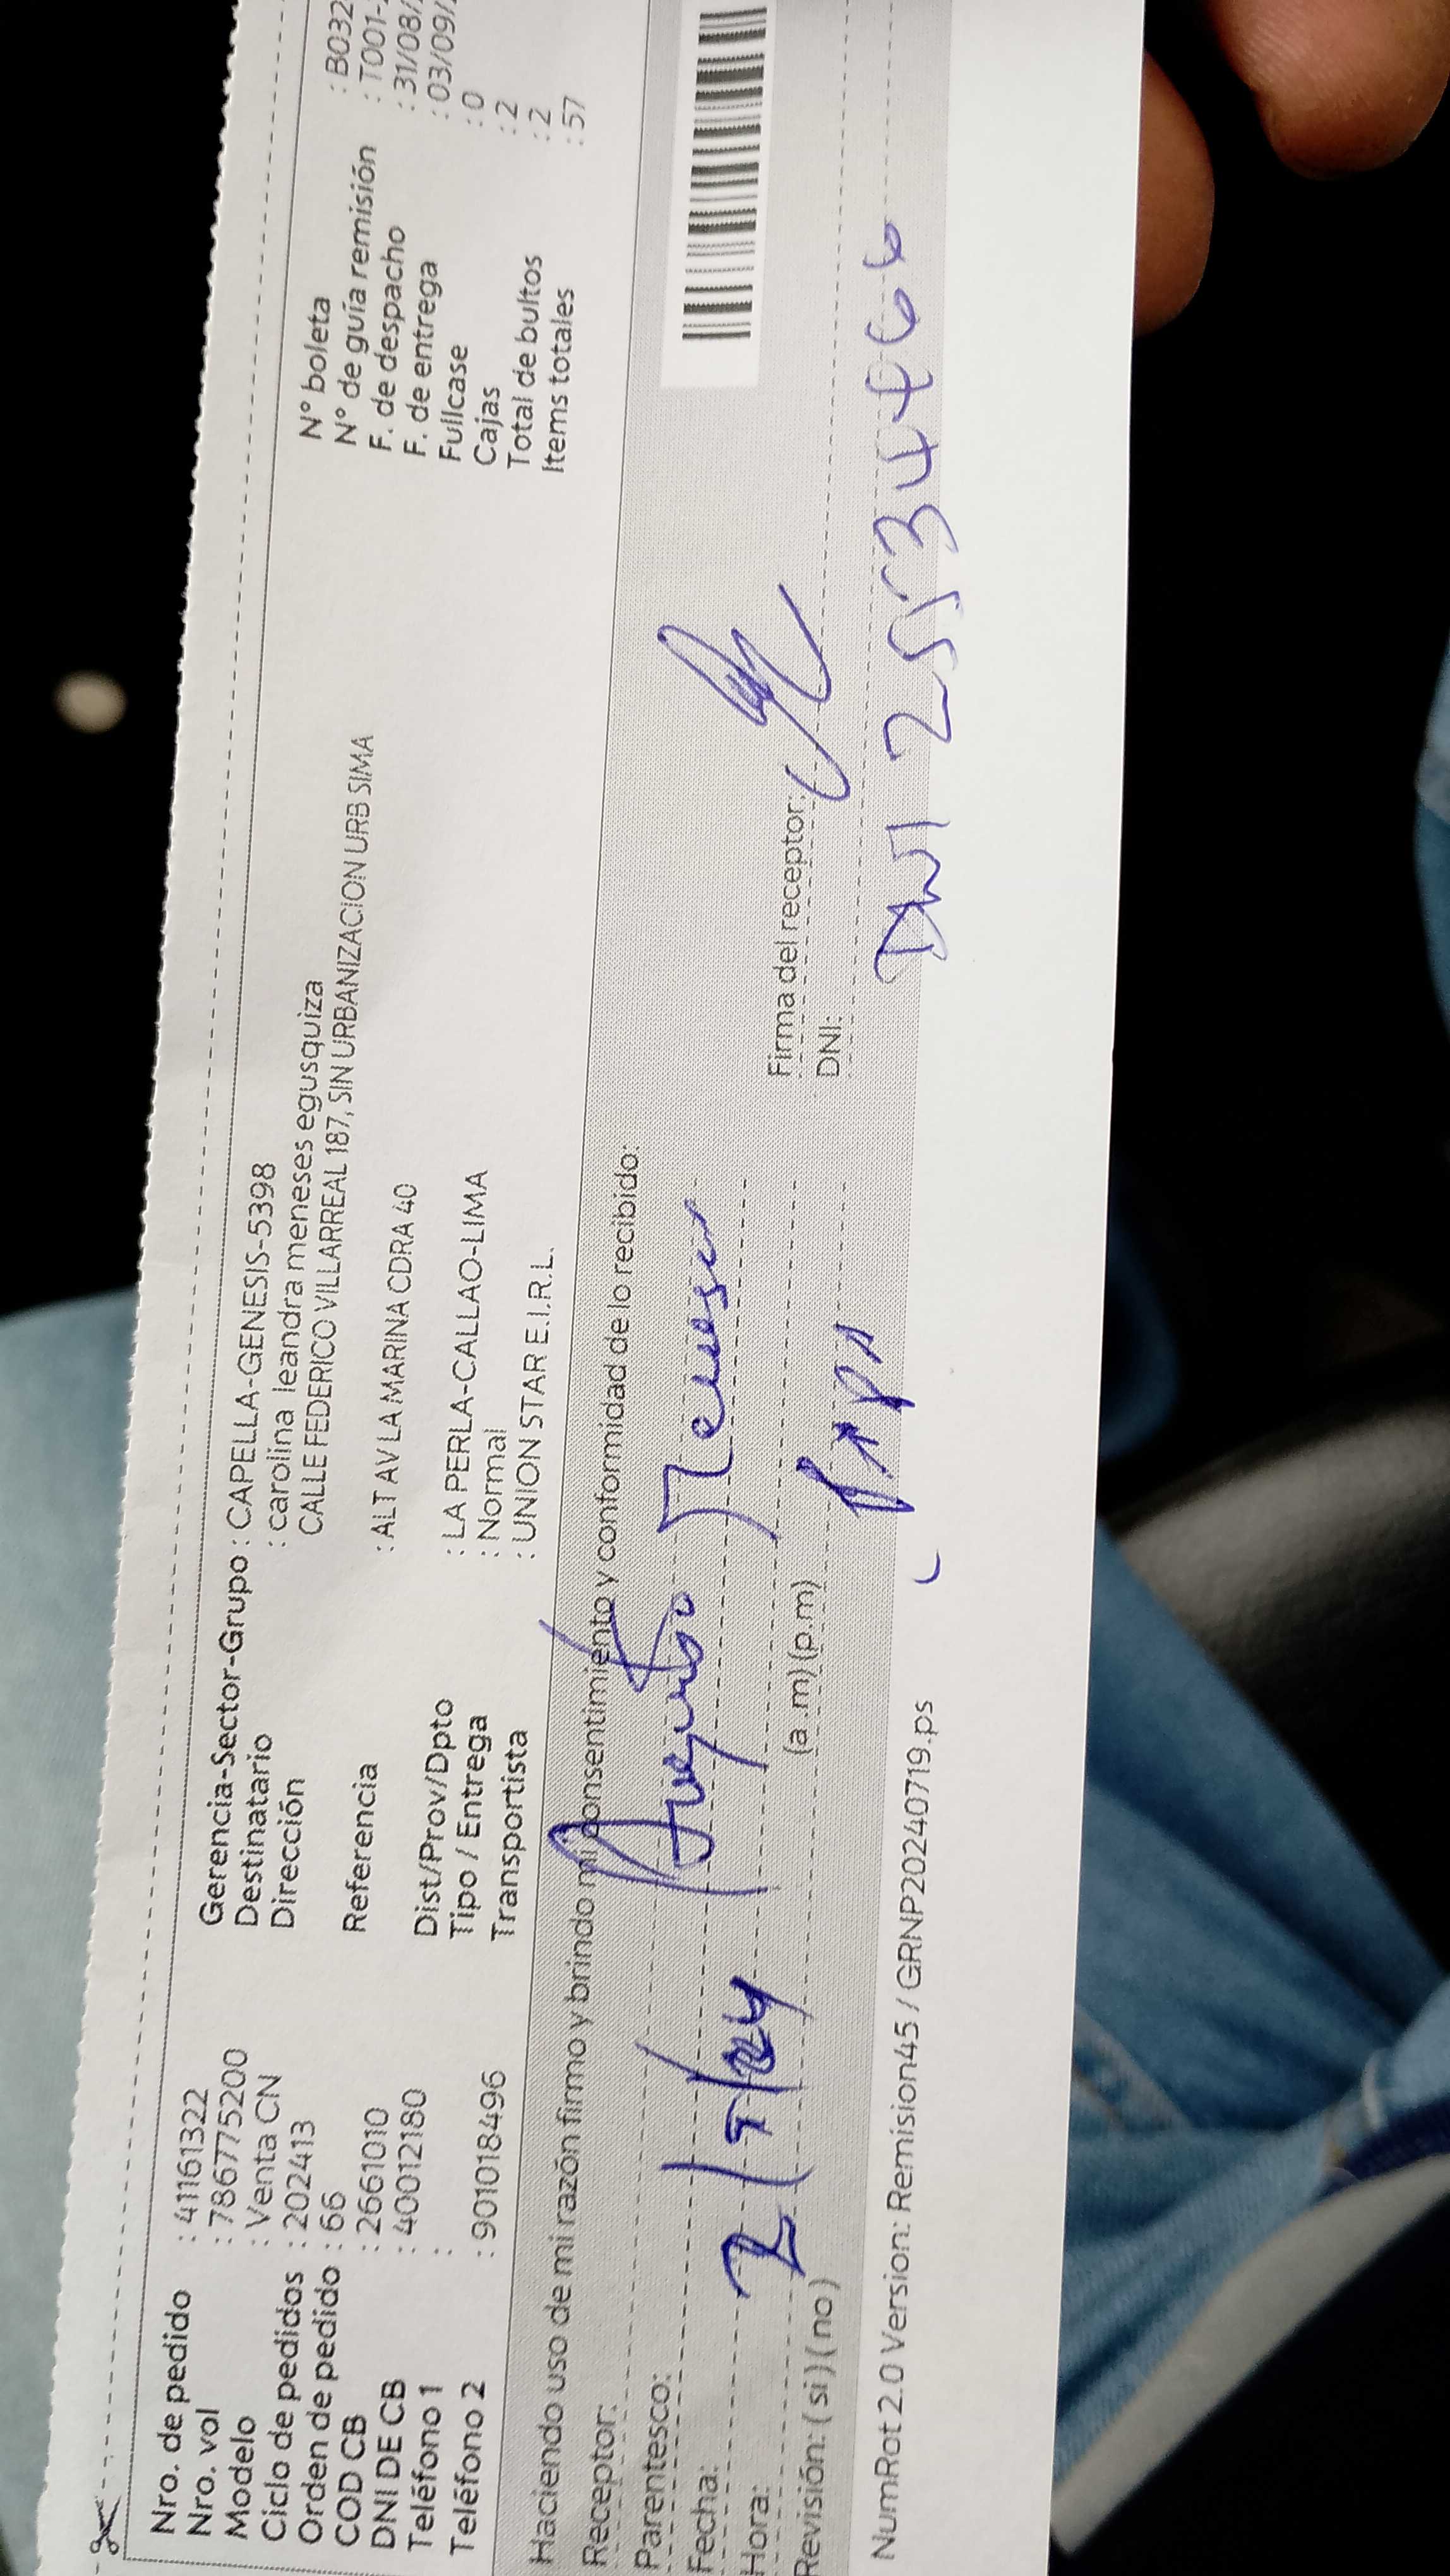 Nro. de pedido : 41161322
Nro. vol : 786775200
Modelo : Venta CN
Ciclo de pedidos : 202413
Orden de pedido : 66
COD CB : 2661010
DNI DE CB : 40012180
Teléfono 1 :
Teléfono 2 : 901018496
Gerencia-Sector-Grupo : CAPELLA-GENESIS-5398
Destinatario : carolina leandra meneses egusquiza
Dirección CALLE FEDERICO VILLARREAL 187, SIN URBANIZACION URB SIMA
Referencia : ALT AV LA MARINA CDRA 40
Dist/Prov/Dpto : LA PERLA-CALLAO-LIMA
Tipo / Entrega : Normal
Transportista : UNION STAR E.I.R.L.
N° boleta : B032
N° de guía remisión : T001-
F. de despacho : 31/08/
F. de entrega : 03/09/
Fullcase : 0
Cajas : 2
Total de bultos : 2
Items totales : 57
Haciendo uso de mi razón firmo y brindo mi consentimiento y conformidad de lo recibido:
Receptor: Augusto Meneses
Parentesco:
Fecha:
Hora: (a .m) (p.m)
Revisión: ( si ) ( no )
Firma del receptor:
DNI:
DNI 25534466
NumRot 2.0 Version: Remision45 / GRNP20240719.ps